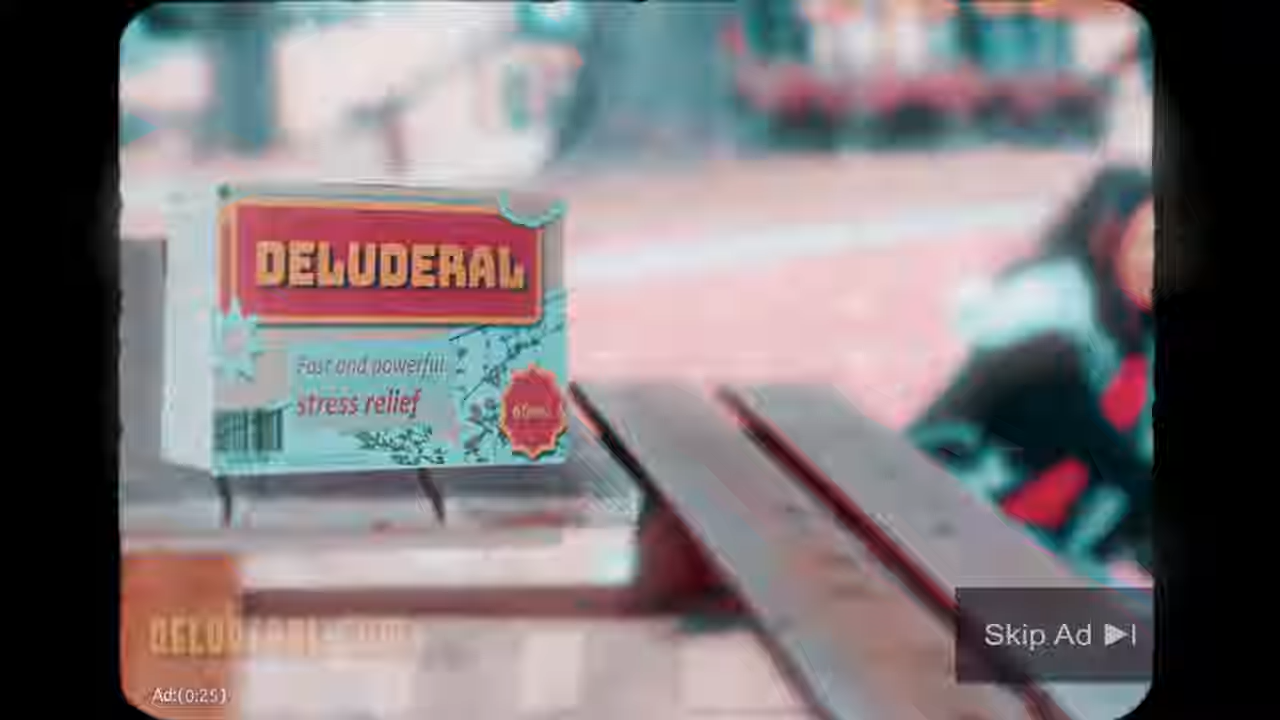 DELUDERAL
Fast and powerful
stress relief
Skip Ad
Ad:(0:25)